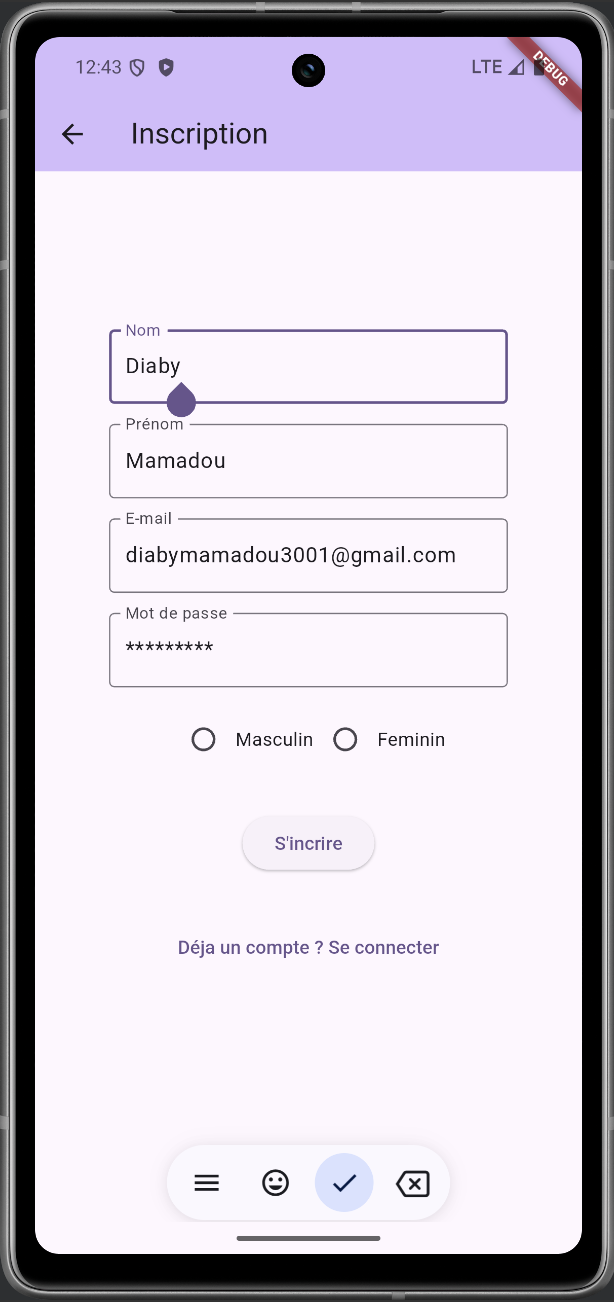 12:43 LTE
DEBUG
Inscription
Nom
Diaby
Prénom
Mamadou
E-mail
diabymamadou3001@gmail.com
Mot de passe
*********
Masculin Feminin
S'incrire
Déja un compte ? Se connecter